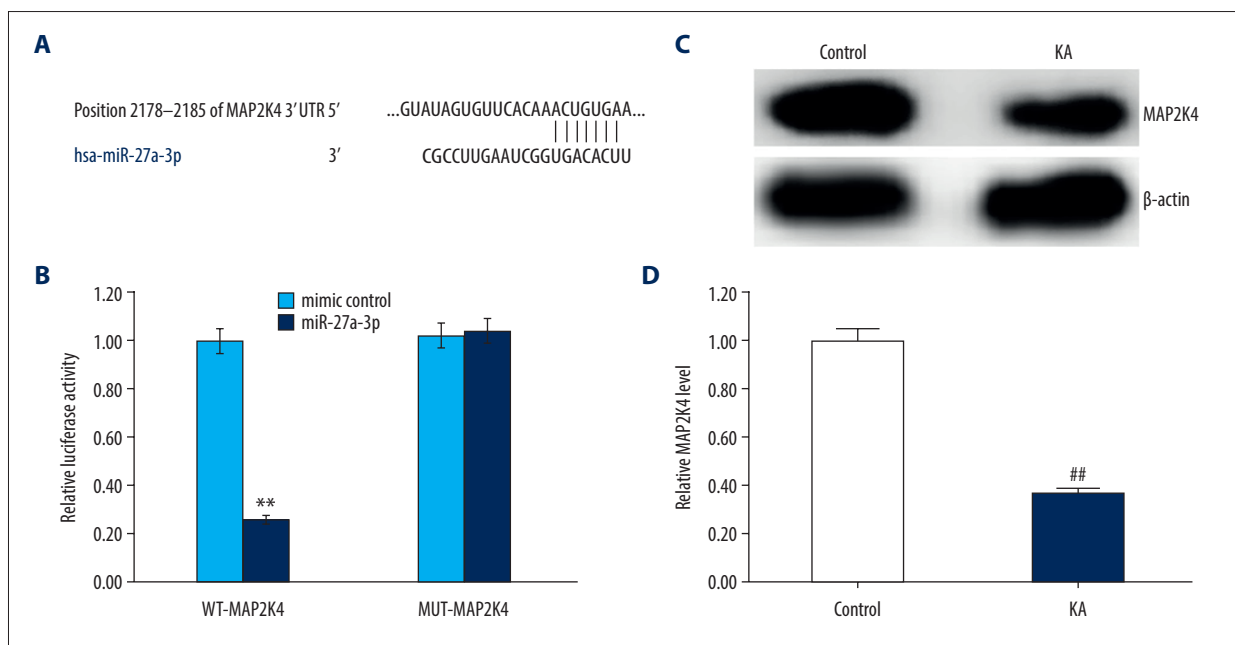 A
Position 2178–2185 of MAP2K4 3′ UTR 5′ ...GUAUAGUGUUCACAAACUGUGAA...
hsa-miR-27a-3p 3′ CGCCUUGAAUCGGUGACACUU
C
Control KA
MAP2K4
β-actin
B
1.20
1.00
0.80
0.60
0.40
0.20
0.00
Relative luciferase activity
mimic control
miR-27a-3p
**
WT-MAP2K4 MUT-MAP2K4
D
1.20
1.00
0.80
0.60
0.40
0.20
0.00
Relative MAP2K4 level
##
Control KA